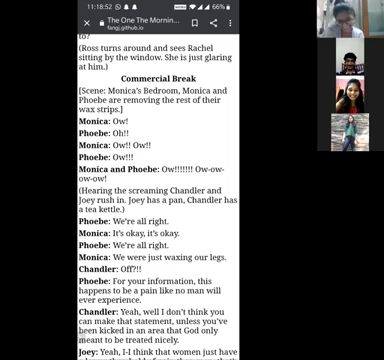 11:18:52
66%
The One The Mornin...
fangj.github.io
to?
(Ross turns around and sees Rachel
sitting by the window. She is just glaring
at him.)
Commercial Break
[Scene: Monica's Bedroom, Monica and
Phoebe are removing the rest of their
wax strips.]
Monica: Ow!
Phoebe: Oh!!
Monica: Ow!! Ow!!
Phoebe: Ow!!!
Monica and Phoebe: Ow!!!!!!! Ow-ow-
ow-ow!
(Hearing the screaming Chandler and
Joey rush in. Joey has a pan, Chandler has
a tea kettle.)
Phoebe: We're all right.
Monica: It's okay, it's okay.
Phoebe: We're all right.
Monica: We were just waxing our legs.
Chandler: Off?!!
Phoebe: For your information, this
happens to be a pain like no man will
ever experience.
Chandler: Yeah, well I don't think you
can make that statement, unless you've
been kicked in an area that God only
meant to treat nicely.
Joey: Yeah, I-I think that women just have